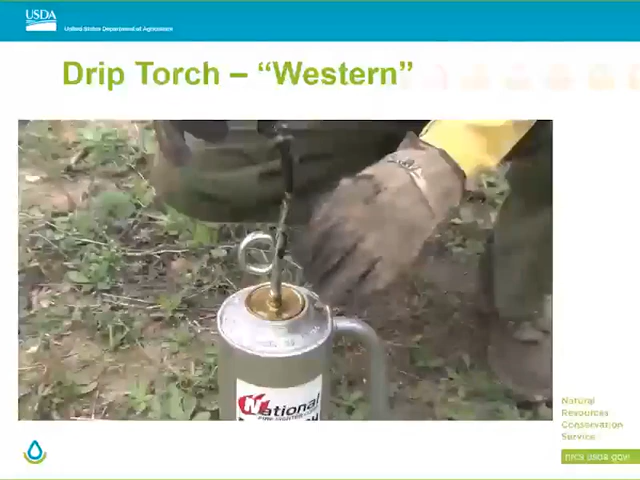 USDA
United States Department of Agriculture
Drip Torch – “Western”
National
Natural
Resources
Conservation
Service
nrcs.usda.gov